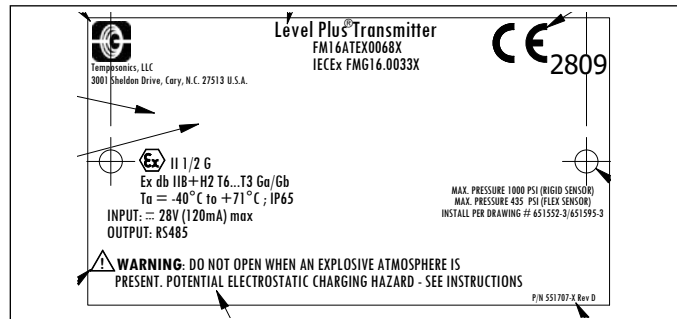 Level Plus® Transmitter
FM16ATEX0068X
IECEx FMG16.0033X
CE 2809
Temposonics, LLC
3001 Sheldon Drive, Cary, N.C. 27513 U.S.A.
Ex II 1/2 G
Ex db IIB+H2 T6...T3 Ga/Gb
Ta = -40°C to +71°C ; IP65
INPUT: ⎓ 28V (120mA) max
OUTPUT: RS485
MAX. PRESSURE 1000 PSI (RIGID SENSOR)
MAX. PRESSURE 435 PSI (FLEX SENSOR)
INSTALL PER DRAWING # 651552-3/651595-3
WARNING: DO NOT OPEN WHEN AN EXPLOSIVE ATMOSPHERE IS
PRESENT. POTENTIAL ELECTROSTATIC CHARGING HAZARD - SEE INSTRUCTIONS
P/N 551707-X Rev D